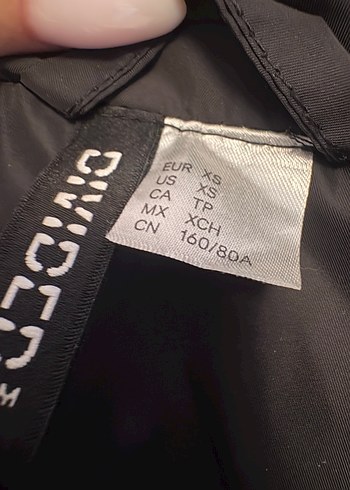 EUR XS
US XS
CA TP
MX XCH
CN 160/80A
M